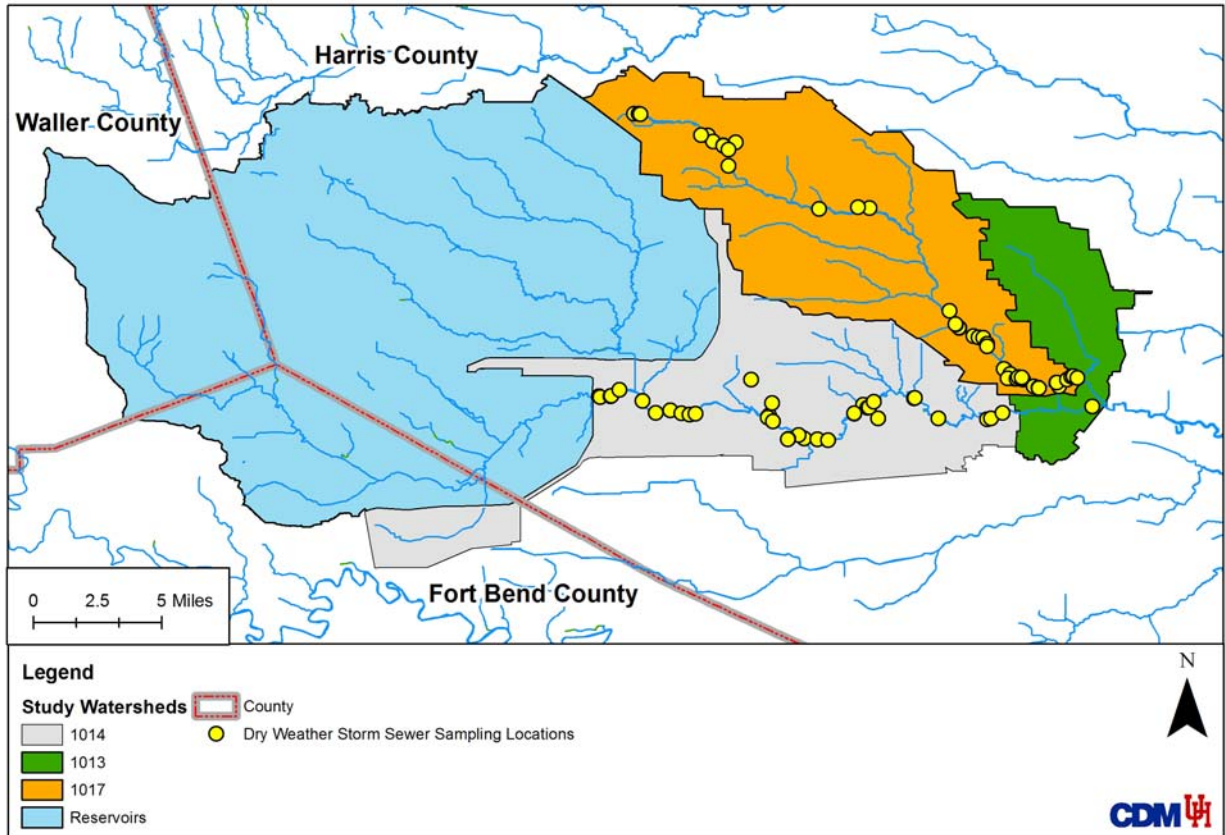 Harris County
Waller County
Fort Bend County
0 2.5 5 Miles
Legend
Study Watersheds
1014
1013
1017
Reservoirs
County
Dry Weather Storm Sewer Sampling Locations
N
CDM UH